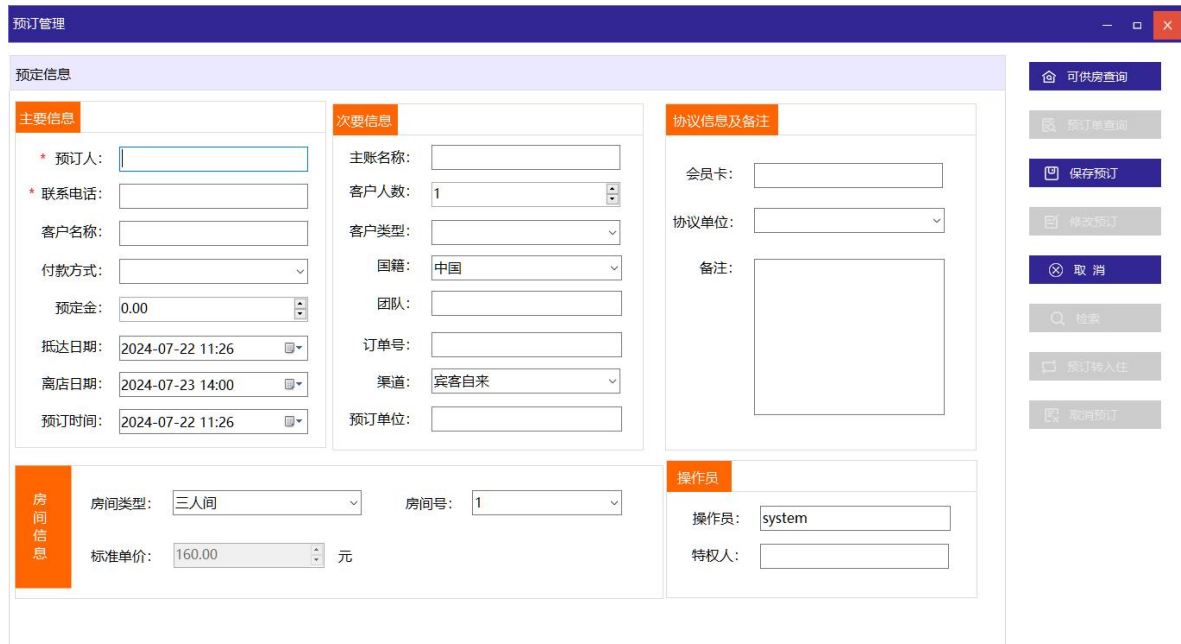 预订管理
预定信息
主要信息
* 预订人：
* 联系电话：
客户名称：
付款方式：
预定金： 0.00
抵达日期： 2024-07-22 11:26
离店日期： 2024-07-23 14:00
预订时间： 2024-07-22 11:26
次要信息
主账名称：
客户人数： 1
客户类型：
国籍： 中国
团队：
订单号：
渠道： 宾客自来
预订单位：
协议信息及备注
会员卡：
协议单位：
备注：
房间信息
房间类型： 三人间 房间号： 1
标准单价： 160.00 元
操作员
操作员： system
特权人：
可供房查询
预订单查询
保存预订
修改预订
取 消
检索
预订转入住
取消预订